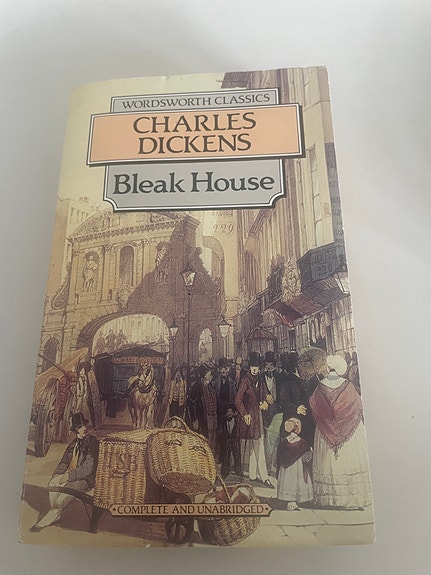 WORDSWORTH CLASSICS
CHARLES
DICKENS
Bleak House
•COMPLETE AND UNABRIDGED•